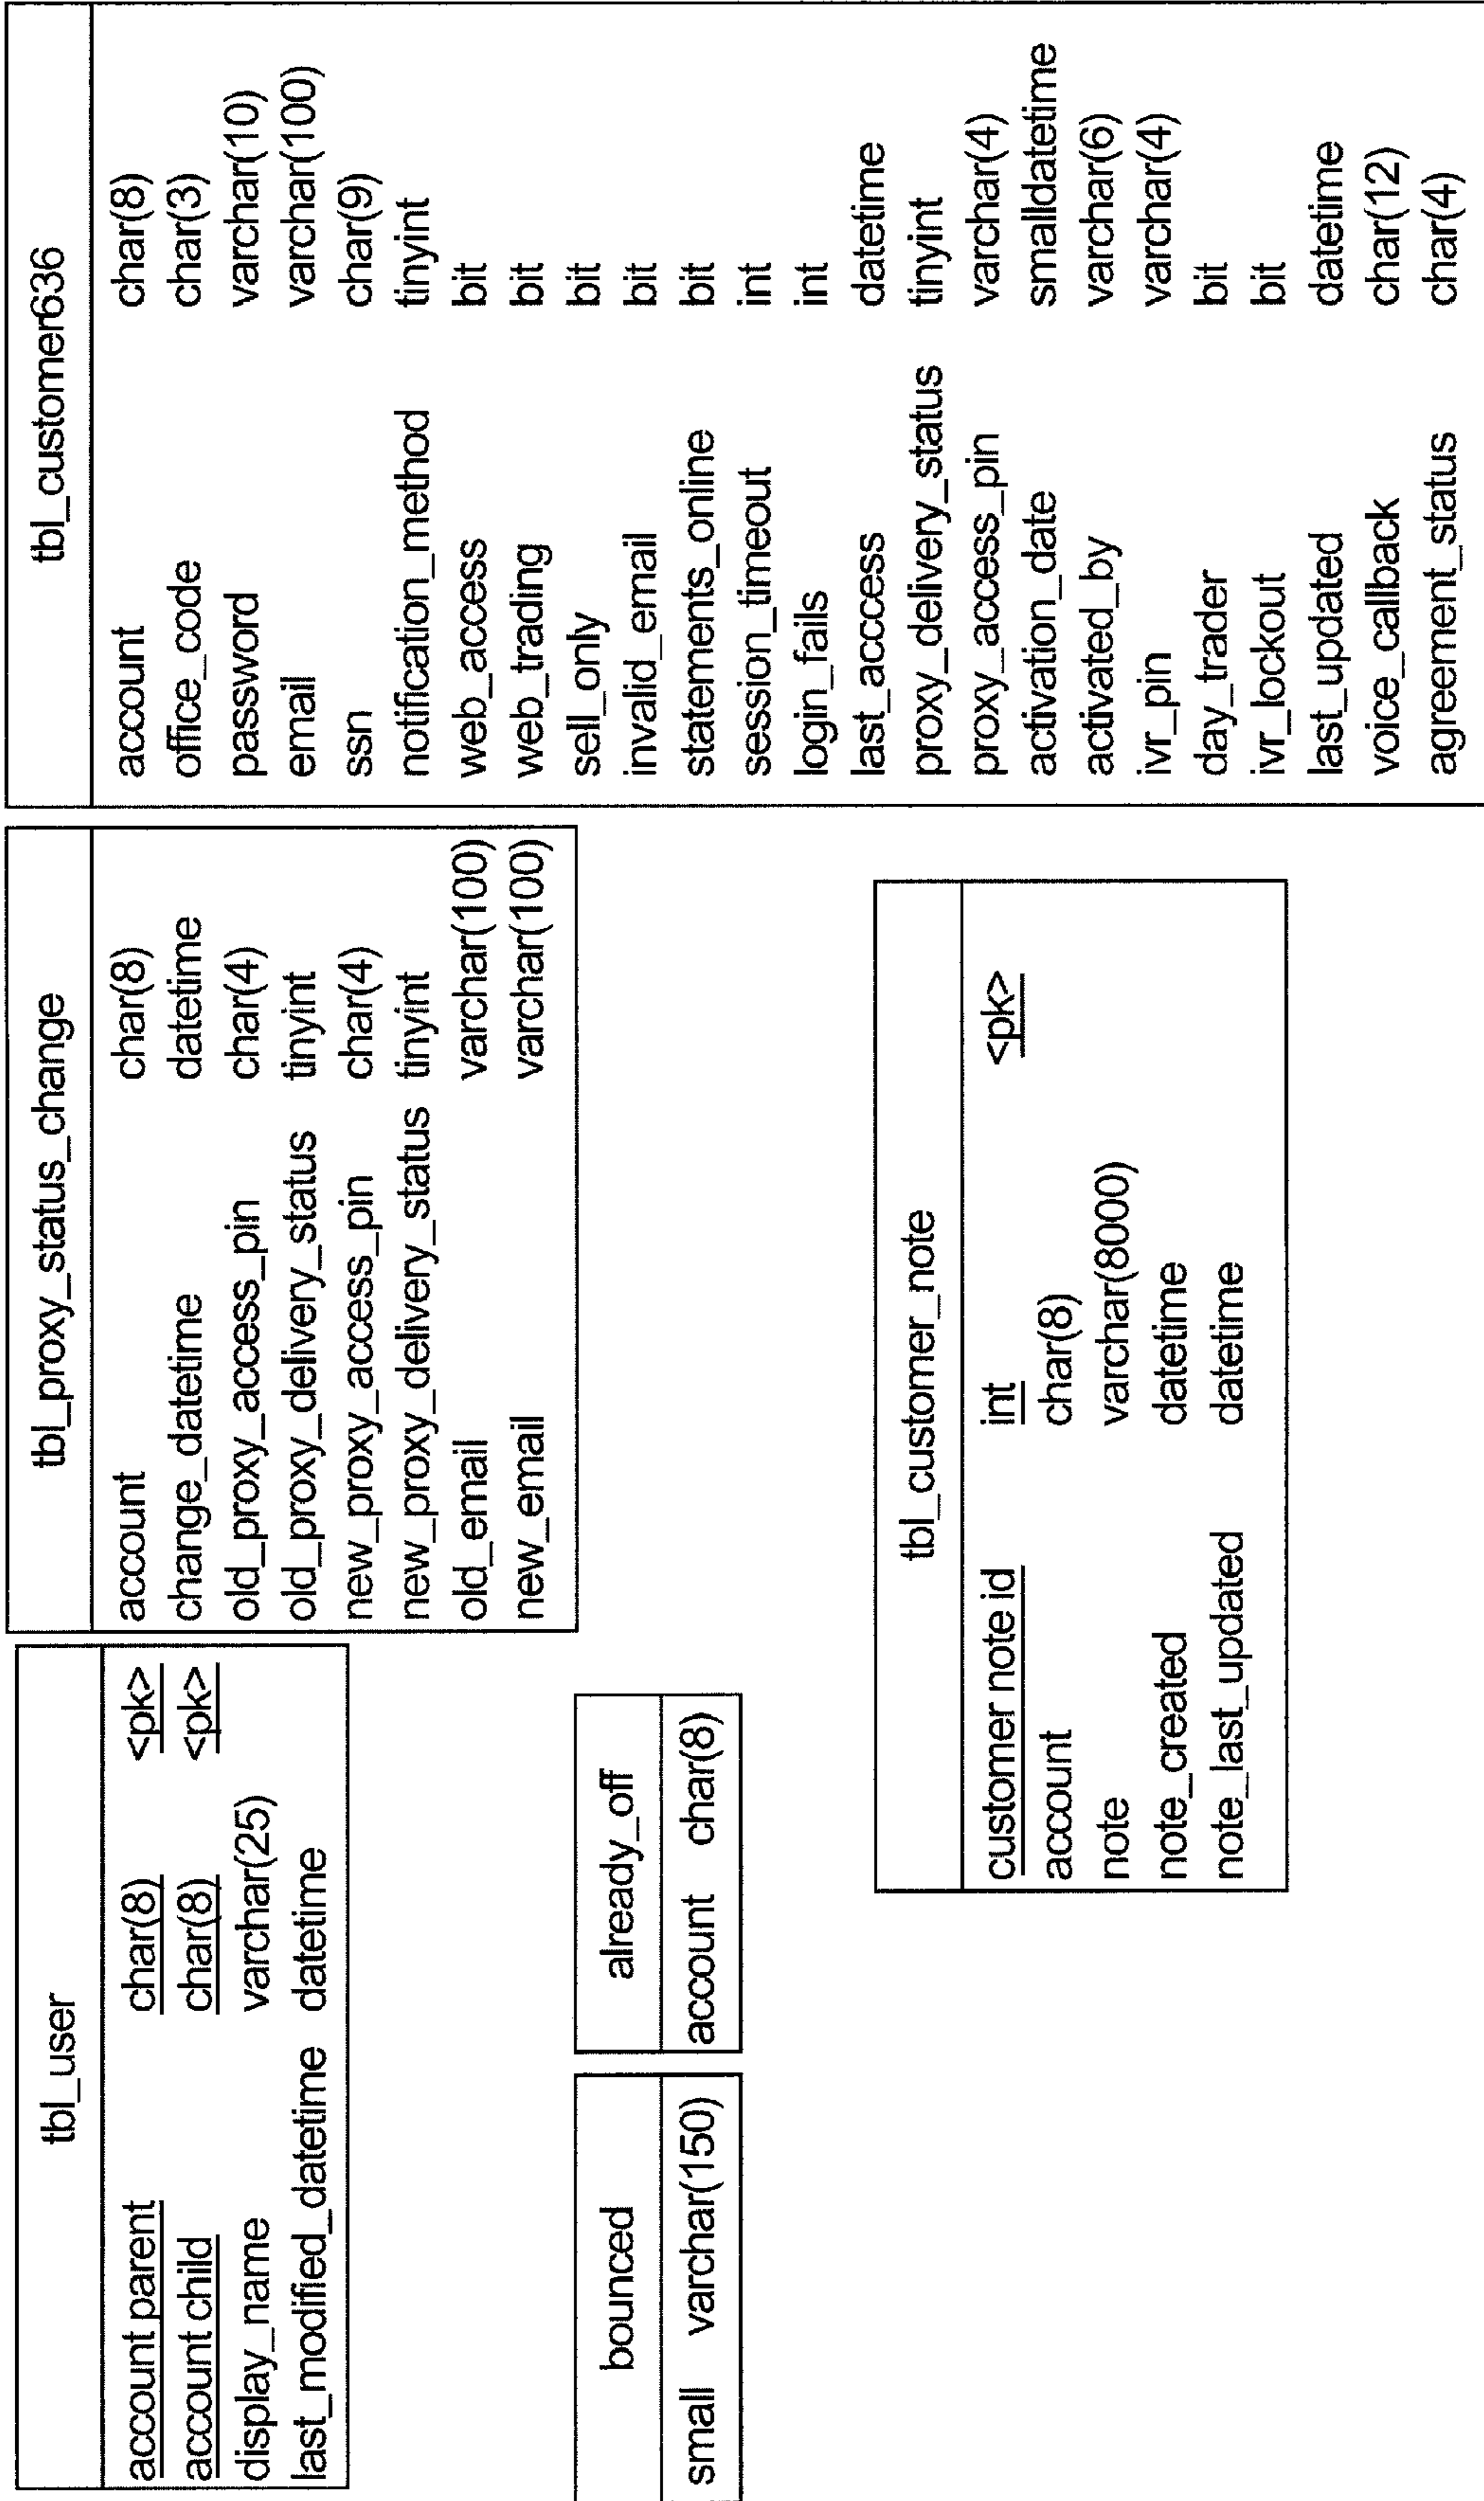 tbl_user
account parent char(8) <pk>
account child char(8) <pk>
display_name varchar(25)
last_modified_datetime datetime
tbl_proxy_status_change
account char(8)
change_datetime datetime
old_proxy_access_pin char(4)
old_proxy_delivery_status tinyint
new_proxy_access_pin char(4)
new_proxy_delivery_status tinyint
old_email varchar(100)
new_email varchar(100)
tbl_customer636
account char(8)
office_code char(3)
password varchar(10)
email varchar(100)
ssn char(9)
notification_method tinyint
web_access bit
web_trading bit
sell_only bit
invalid_email bit
statements_online bit
session_timeout int
login_fails int
last_acccess datetime
proxy_delivery_status tinyint
proxy_access_pin varchar(4)
activation_date smalldatetime
activated_by varchar(6)
ivr_pin varchar(4)
day_trader bit
ivr_lockout bit
last_updated datetime
voice_callback char(12)
agreement_status char(4)
bounced
small varchar(150)
already_off
account char(8)
tbl_customer_note
customer note id int <pk>
account char(8)
note varchar(8000)
note_created datetime
note_last_updated datetime